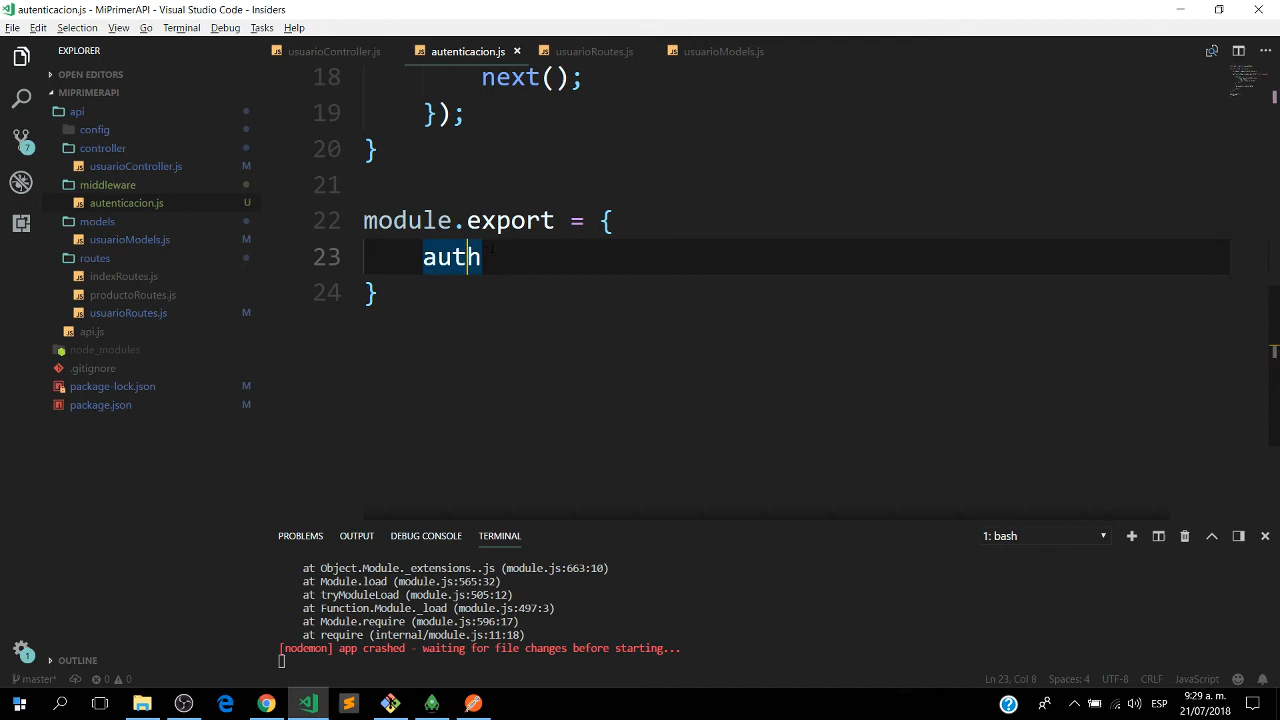 autenticacion.js - MiPrimerAPI - Visual Studio Code - Insiders
File Edit Selection View Go Terminal Debug Tasks Help
EXPLORER
OPEN EDITORS
MIPRIMERAPI
api
config
controller
usuarioController.js M
middleware
autenticacion.js U
models
usuarioModels.js M
routes
indexRoutes.js
productoRoutes.js
usuarioRoutes.js M
api.js
node_modules
.gitignore
package-lock.json M
package.json M
OUTLINE
7
1
usuarioController.js autenticacion.js usuarioRoutes.js usuarioModels.js
18 next();
19 });
20 }
21
22 module.export = {
23 auth
24 }
PROBLEMS OUTPUT DEBUG CONSOLE TERMINAL 1: bash
at Object.Module._extensions..js (module.js:663:10)
at Module.load (module.js:565:32)
at tryModuleLoad (module.js:505:12)
at Function.Module._load (module.js:497:3)
at Module.require (module.js:596:17)
at require (internal/module.js:11:18)
[nodemon] app crashed - waiting for file changes before starting...
master* 0 0 Ln 23, Col 8 Spaces: 4 UTF-8 CRLF JavaScript
ESP
9:29 a. m.
21/07/2018